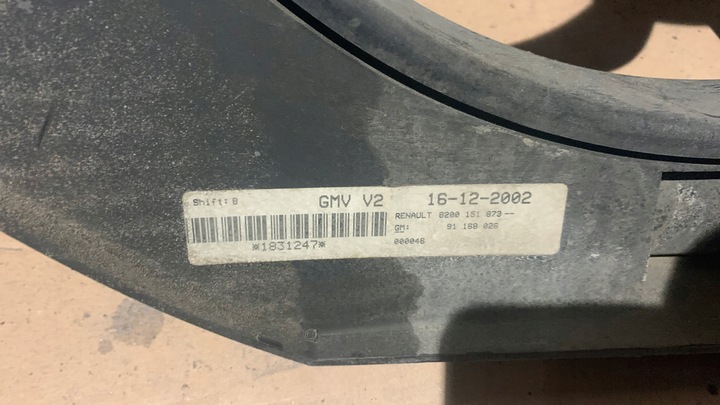 Shift: B GMV V2 16-12-2002
RENAULT 8200 151 873--
GM: 91 168 026
*1831247* 000046